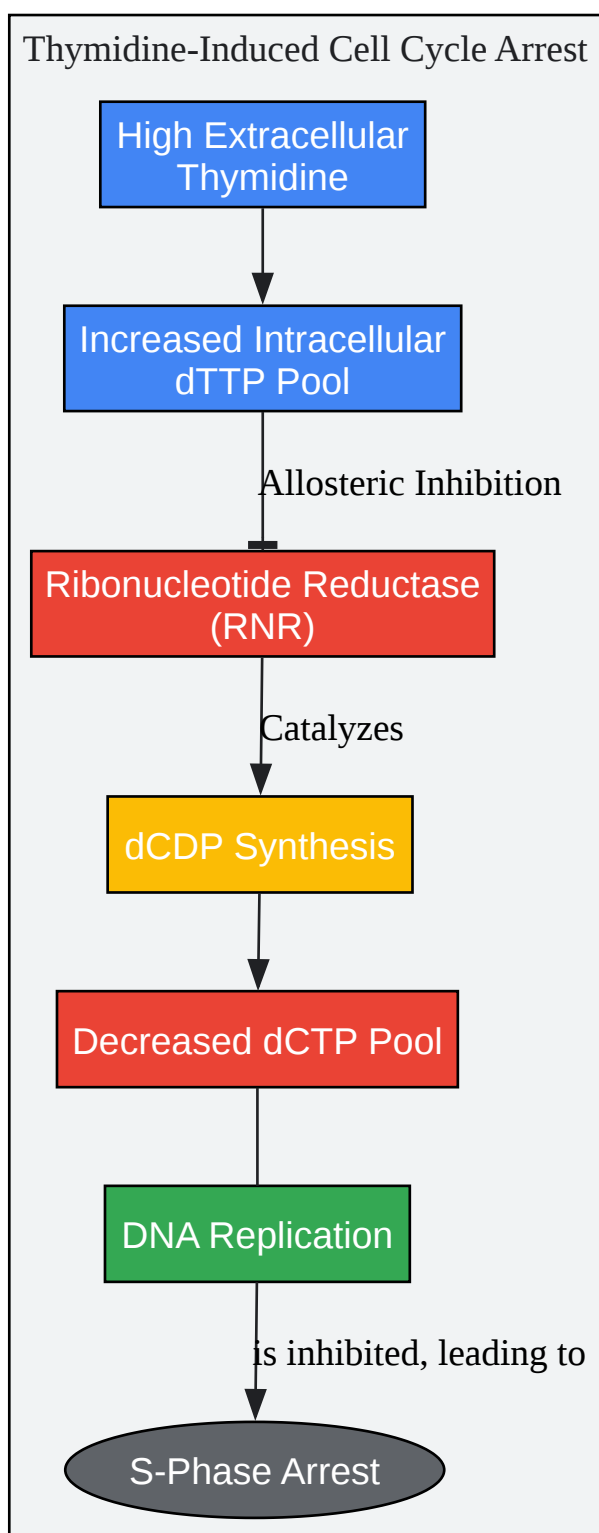 Thymidine-Induced Cell Cycle Arrest
High Extracellular
Thymidine
Increased Intracellular
dTTP Pool
Allosteric Inhibition
Ribonucleotide Reductase
(RNR)
Catalyzes
dCDP Synthesis
Decreased dCTP Pool
DNA Replication
is inhibited, leading to
S-Phase Arrest